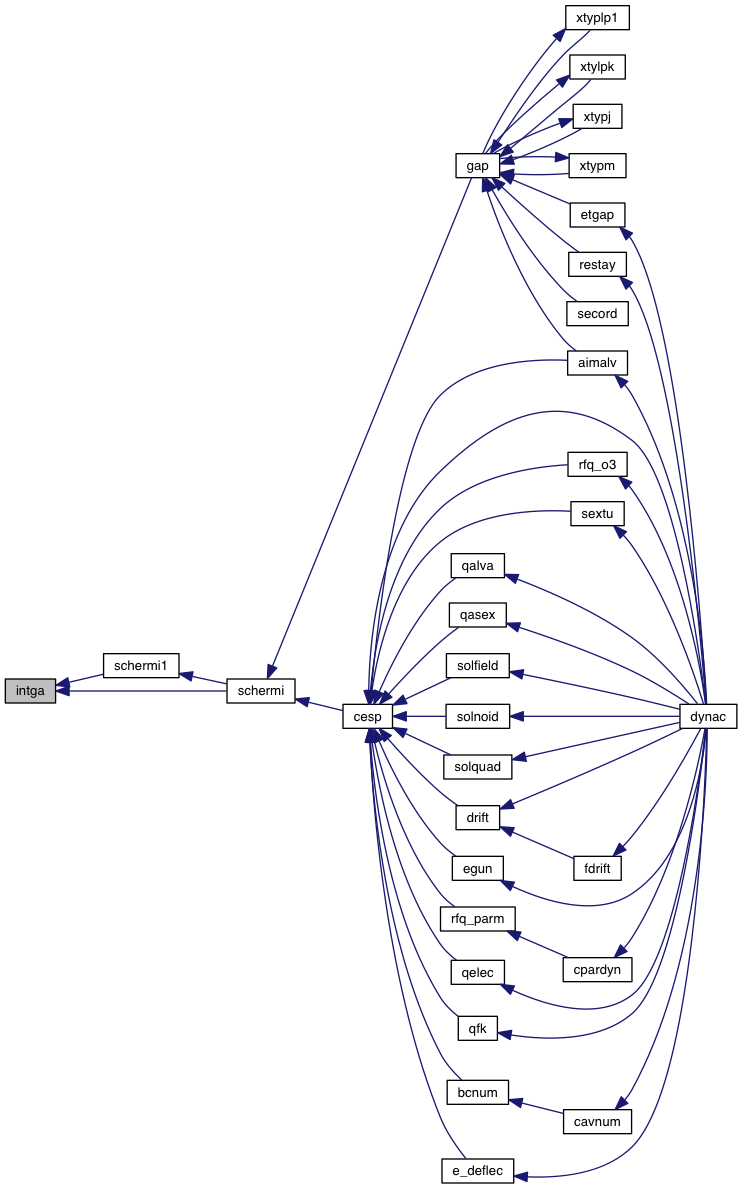 xtyplp1
xtylpk
xtypj
gap
xtypm
etgap
restay
secord
aimalv
rfq_o3
sextu
qalva
qasex
schermi1
solfield
intga
schermi
cesp
solnoid
dynac
solquad
drift
egun
fdrift
rfq_parm
qelec
cpardyn
qfk
bcnum
cavnum
e_deflec